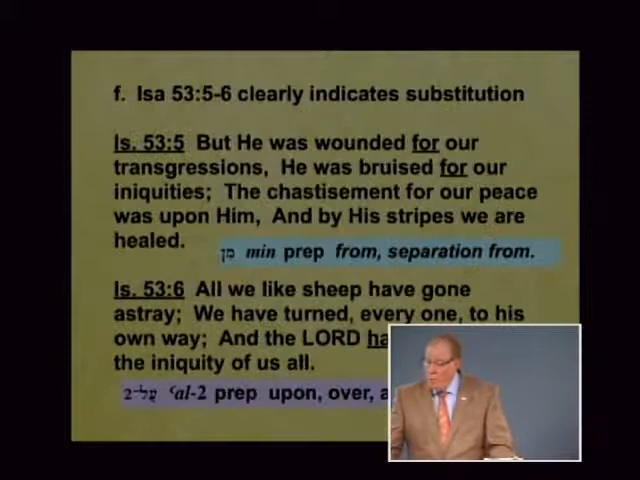 f. Isa 53:5-6 clearly indicates substitution
Is. 53:5 But He was wounded for our
transgressions, He was bruised for our
iniquities; The chastisement for our peace
was upon Him, And by His stripes we are
healed.
מן min prep from, separation from.
Is. 53:6 All we like sheep have gone
astray; We have turned, every one, to his
own way; And the LORD
the iniquity of us all.
ʿal-2 prep upon, over,